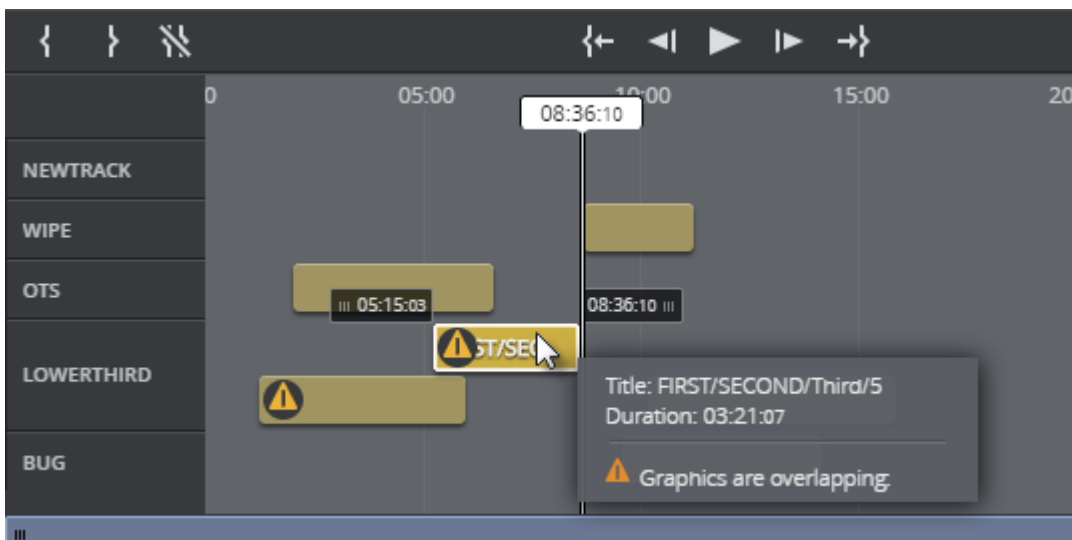 0
05:00
10:00
15:00
20
08:36:10
NEWTRACK
WIPE
OTS
05:15:03
08:36:10
ST/SEC
LOWERTHIRD
Title: FIRST/SECOND/Third/5
Duration: 03:21:07
Graphics are overlapping.
BUG